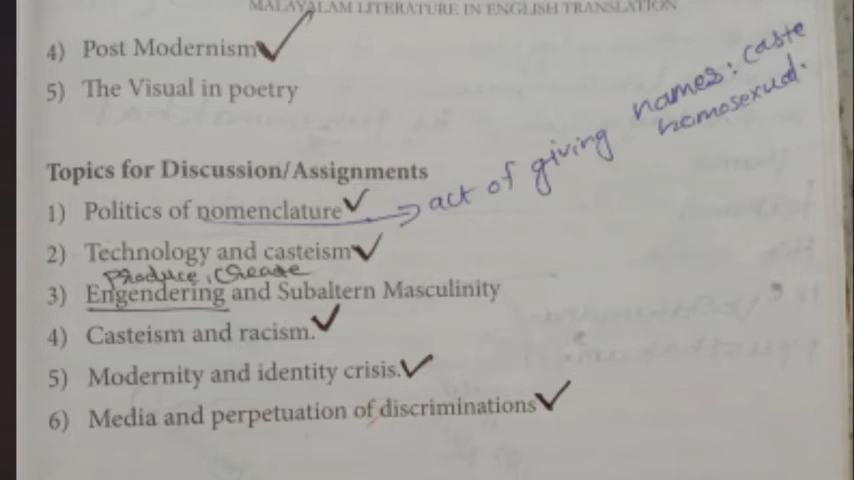 MALAYALAM LITERATURE IN ENGLISH TRANSLATION
4) Post Modernism
5) The Visual in poetry
Topics for Discussion/Assignments
1) Politics of nomenclature → act of giving names: caste
homosexual.
2) Technology and casteism
Produce, Create
3) Engendering and Subaltern Masculinity
4) Casteism and racism.
5) Modernity and identity crisis.
6) Media and perpetuation of discriminations